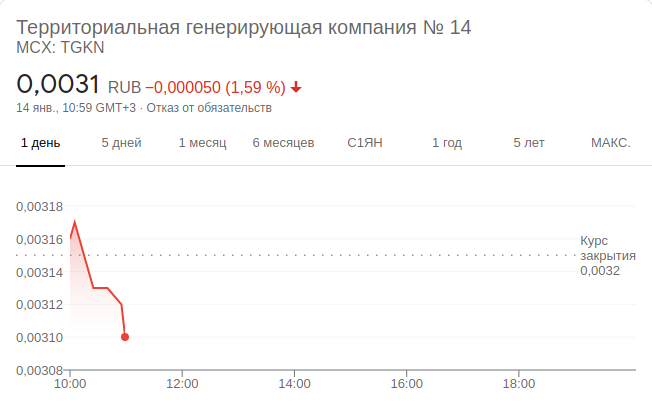 Территориальная генерирующая компания № 14
MCX: TGKN
0,0031 RUB −0,000050 (1,59 %)
14 янв., 10:59 GMT+3 · Отказ от обязательств
1 день 5 дней 1 месяц 6 месяцев С1ЯН 1 год 5 лет МАКС.
0,00318
0,00316
Курс
закрытия
0,0032
0,00314
0,00312
0,00310
0,00308
10:00 12:00 14:00 16:00 18:00